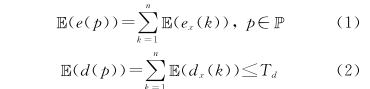 𝔼(e(p))=∑_{k=1}^{n}𝔼(e_x(k)), p∈ℙ (1)
𝔼(d(p))=∑_{k=1}^{n}𝔼(d_x(k))≤T_d (2)